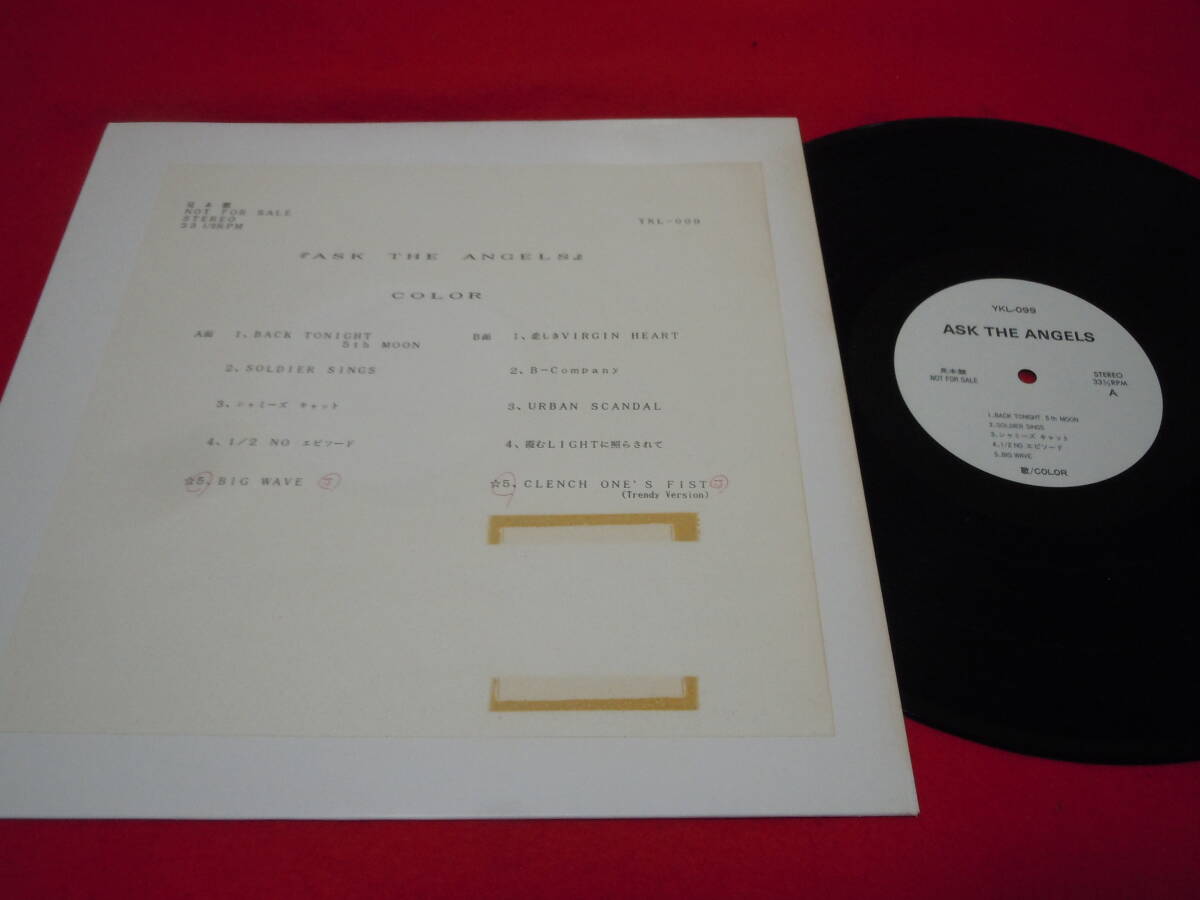 見本盤
NOT FOR SALE
STEREO
33 1/3RPM
YKL-099
『ASK THE ANGELS』
COLOR
A面 1、BACK TONIGHT
5th MOON
2、SOLDIER SINGS
3、シャミーズ キャット
4、1/2 NO エピソード
☆5、BIG WAVE
B面 1、悲しきVIRGIN HEART
2、B-Company
3、URBAN SCANDAL
4、霞むLIGHTに照らされて
☆5、CLENCH ONE'S FIST
(Trendy Version)
YKL-099
ASK THE ANGELS
見本盤
NOT FOR SALE
STEREO
33⅓RPM
A
1.BACK TONIGHT 5th MOON
2.SOLDIER SINGS
3.シャミーズ キャット
4.1/2 NO エピソード
5.BIG WAVE
歌/COLOR